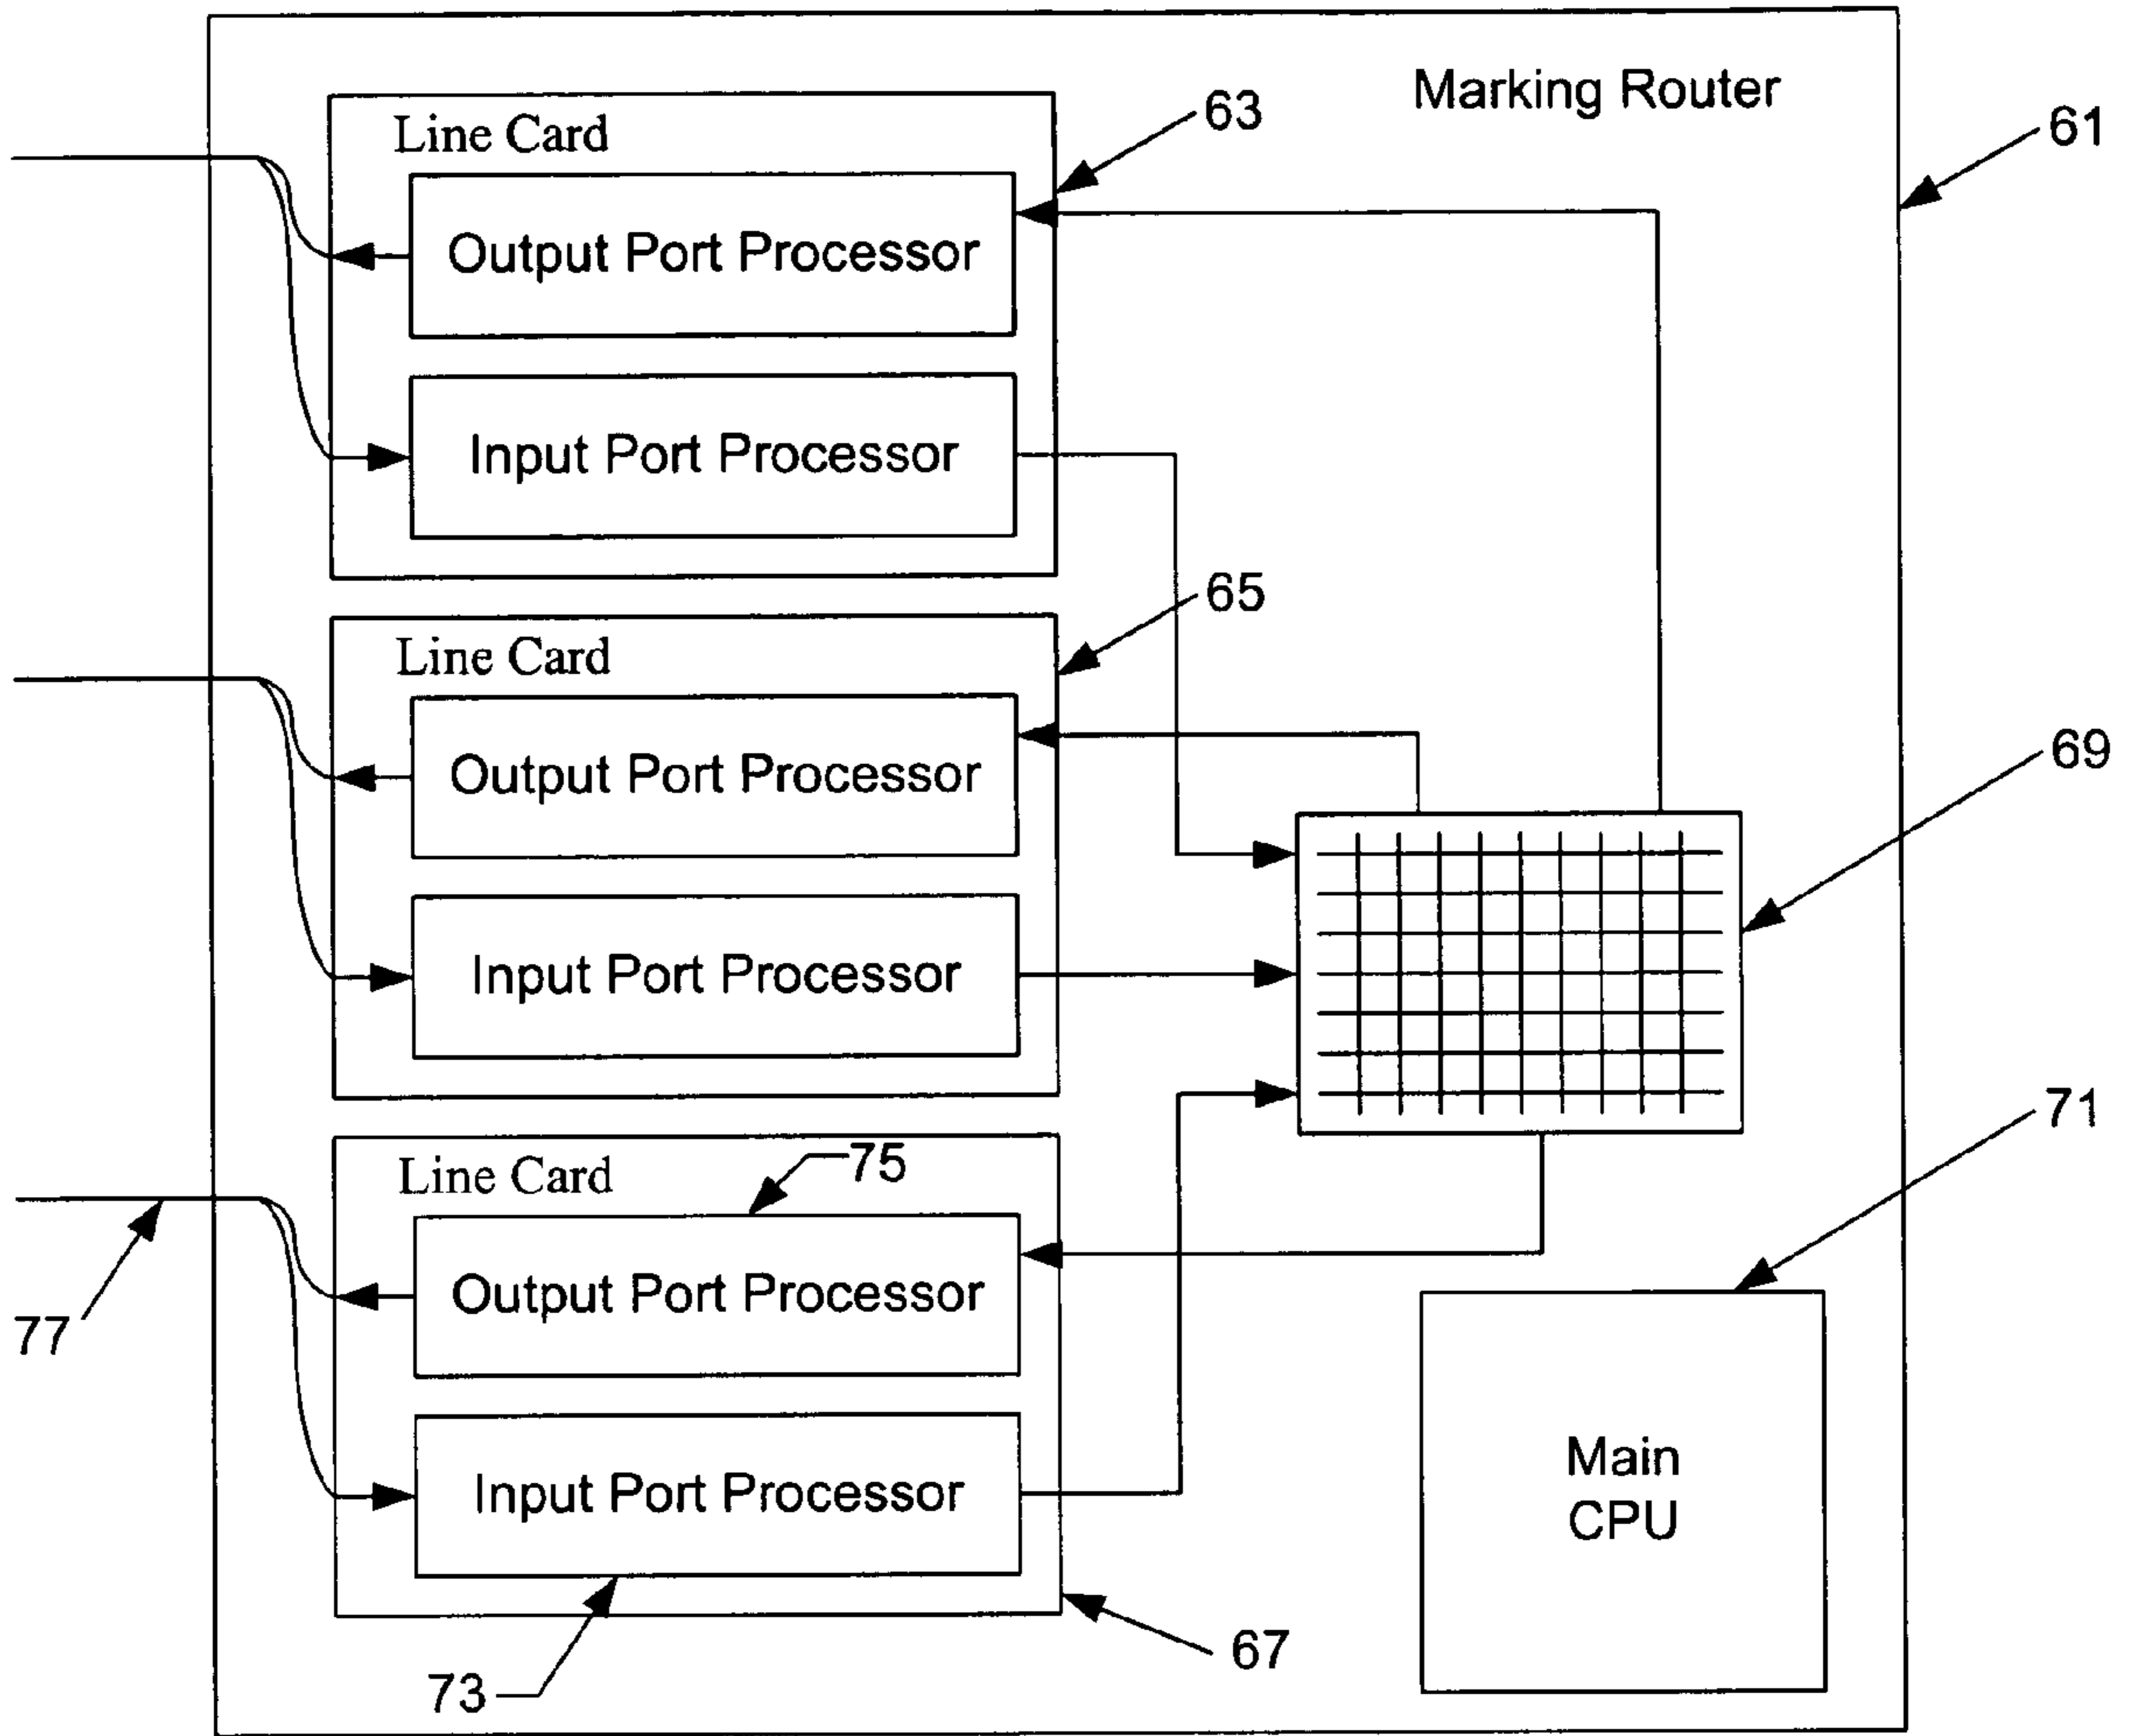 Marking Router
Line Card
63
61
Output Port Processor
Input Port Processor
65
Line Card
Output Port Processor
69
Input Port Processor
71
Line Card
75
Output Port Processor
77
Input Port Processor
Main
CPU
67
73